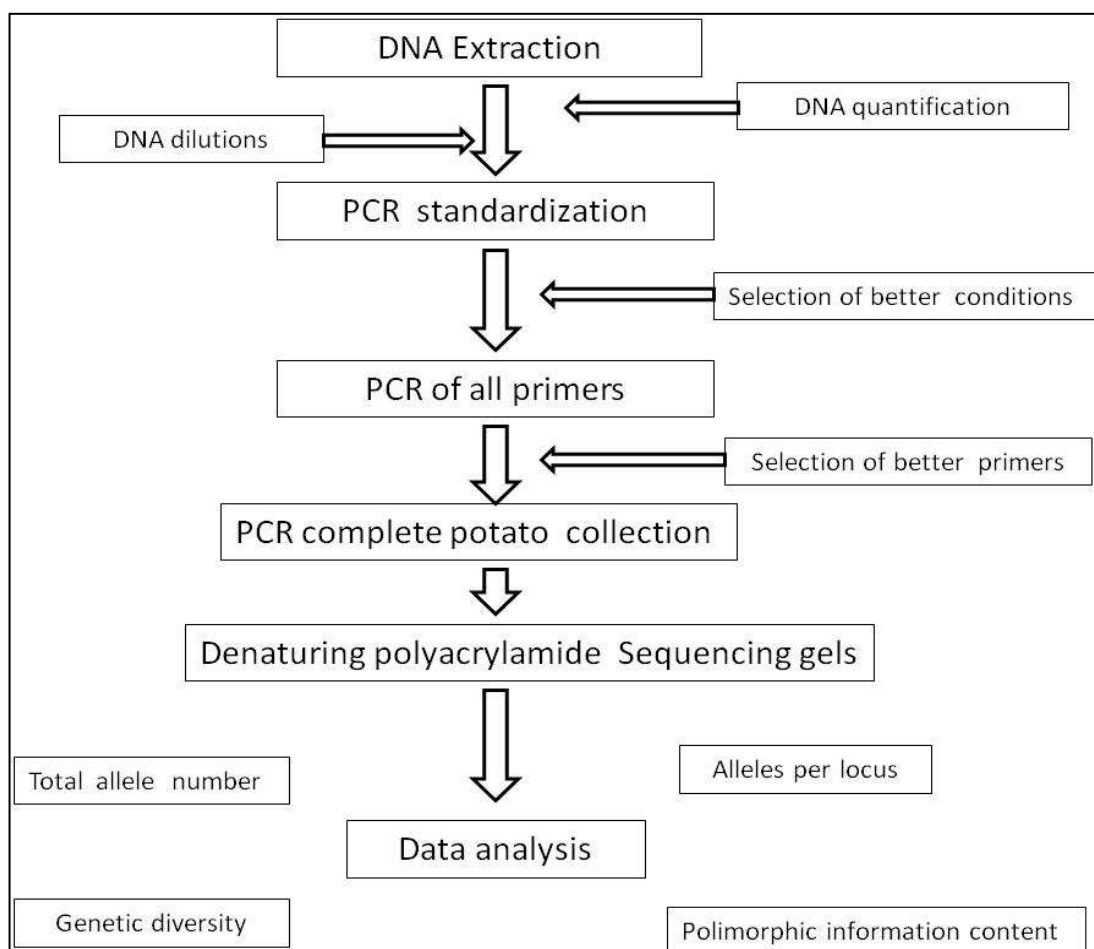 DNA Extraction
DNA quantification
DNA dilutions
PCR standardization
Selection of better conditions
PCR of all primers
Selection of better primers
PCR complete potato collection
Denaturing polyacrylamide Sequencing gels
Total allele number
Alleles per locus
Data analysis
Genetic diversity
Polimorphic information content